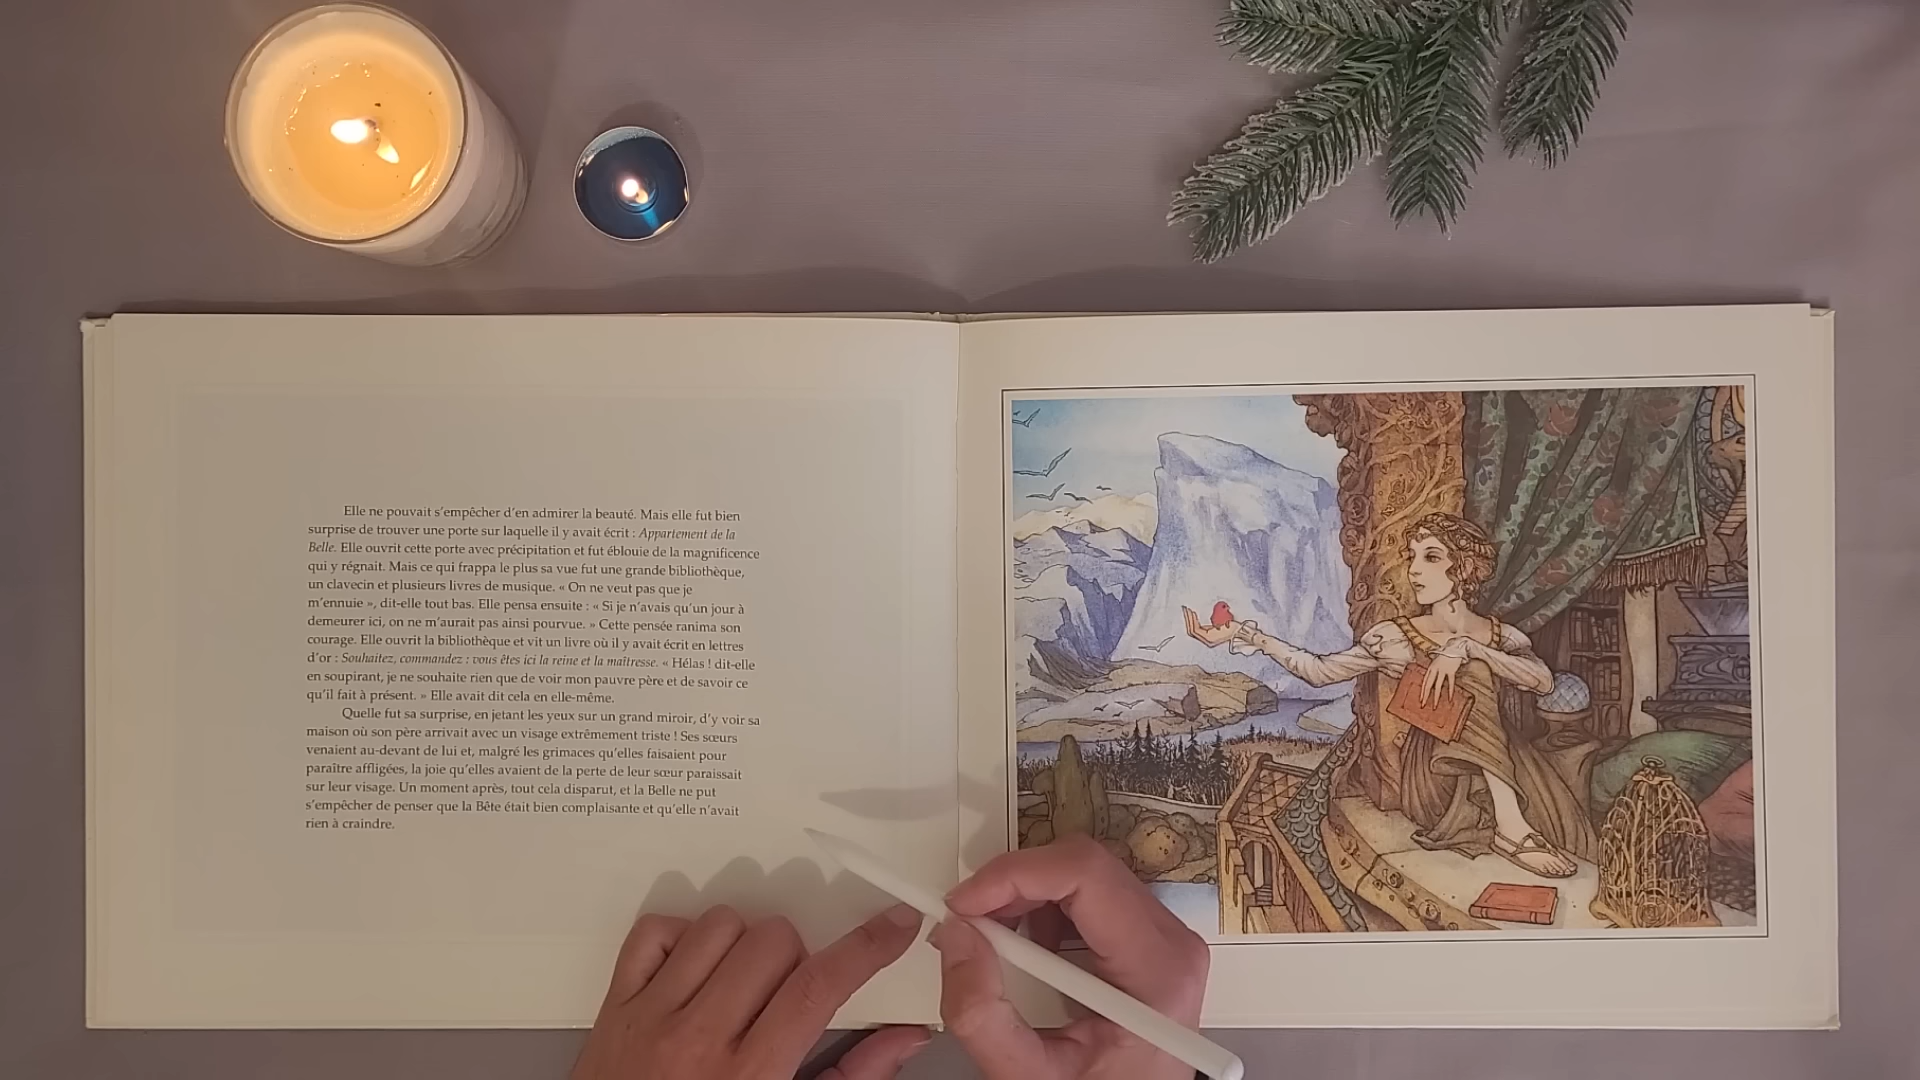 Elle ne pouvait s'empêcher d'en admirer la beauté. Mais elle fut bien
surprise de trouver une porte sur laquelle il y avait écrit : Appartement de la
Belle. Elle ouvrit cette porte avec précipitation et fut éblouie de la magnificence
qui y régnait. Mais ce qui frappa le plus sa vue fut une grande bibliothèque,
un clavecin et plusieurs livres de musique. « On ne veut pas que je
m'ennuie », dit-elle tout bas. Elle pensa ensuite : « Si je n'avais qu'un jour à
demeurer ici, on ne m'aurait pas ainsi pourvue. » Cette pensée ranima son
courage. Elle ouvrit la bibliothèque et vit un livre où il y avait écrit en lettres
d'or : Souhaitez, commandez : vous êtes ici la reine et la maîtresse. « Hélas ! dit-elle
en soupirant, je ne souhaite rien que de voir mon pauvre père et de savoir ce
qu'il fait à présent. » Elle avait dit cela en elle-même.
Quelle fut sa surprise, en jetant les yeux sur un grand miroir, d'y voir sa
maison où son père arrivait avec un visage extrêmement triste ! Ses sœurs
venaient au-devant de lui et, malgré les grimaces qu'elles faisaient pour
paraître affligées, la joie qu'elles avaient de la perte de leur sœur paraissait
sur leur visage. Un moment après, tout cela disparut, et la Belle ne put
s'empêcher de penser que la Bête était bien complaisante et qu'elle n'avait
rien à craindre.